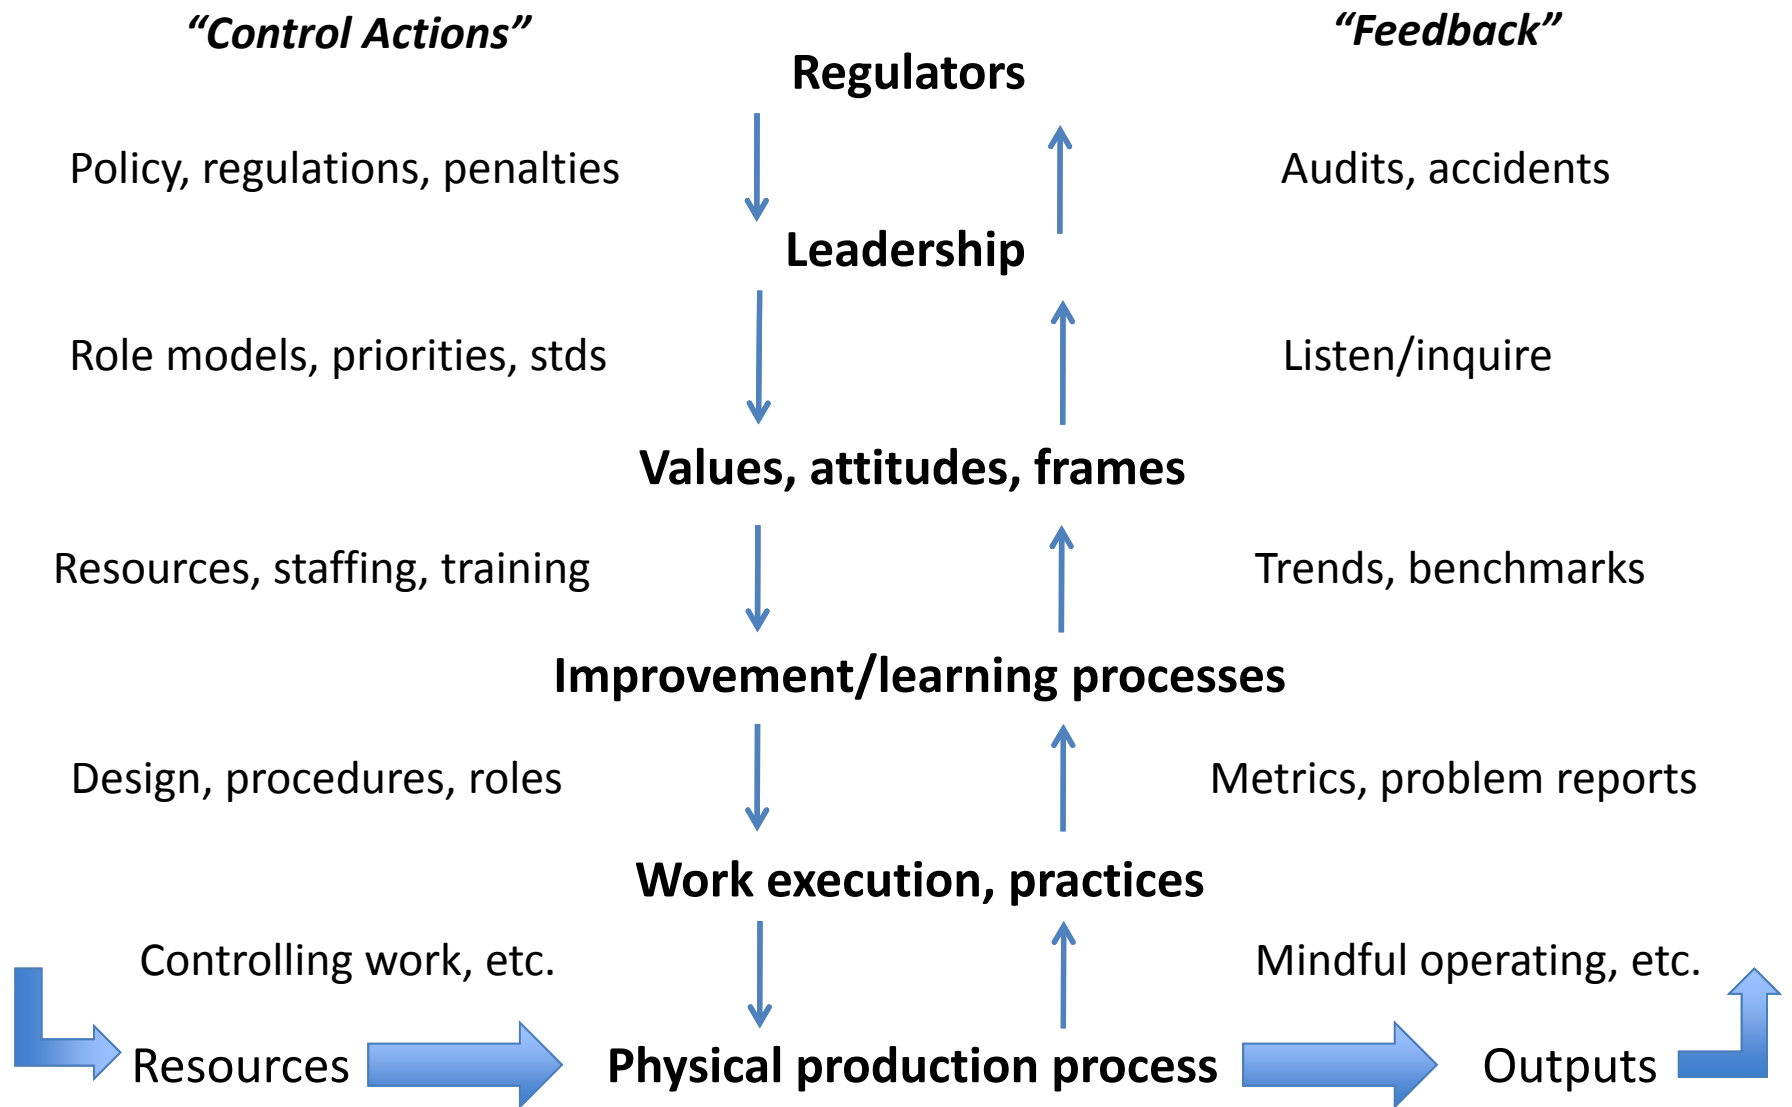 “Control Actions”
“Feedback”
Regulators
Policy, regulations, penalties
Audits, accidents
Leadership
Role models, priorities, stds
Listen/inquire
Values, attitudes, frames
Resources, staffing, training
Trends, benchmarks
Improvement/learning processes
Design, procedures, roles
Metrics, problem reports
Work execution, practices
Controlling work, etc.
Mindful operating, etc.
Resources
Physical production process
Outputs